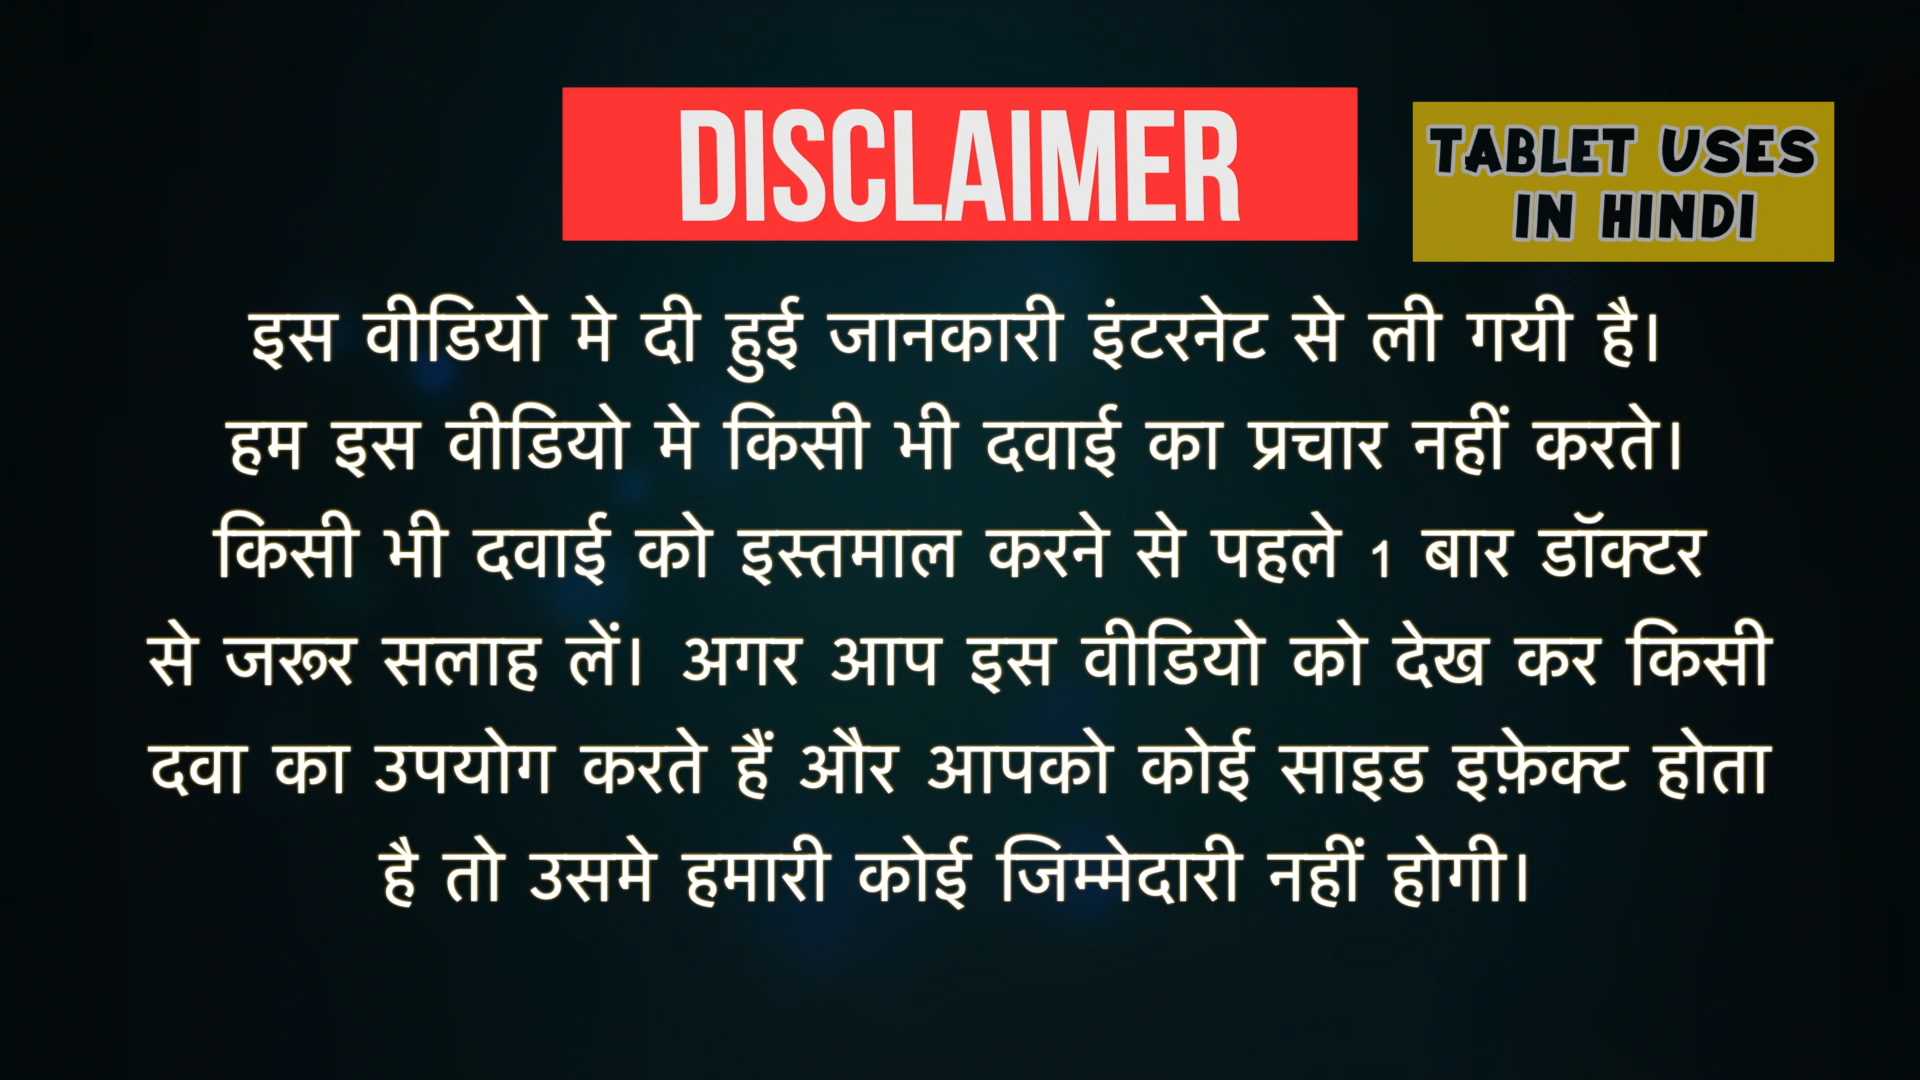 DISCLAIMER
TABLET USES
IN HINDI
इस वीडियो मे दी हुई जानकारी इंटरनेट से ली गयी है।
हम इस वीडियो मे किसी भी दवाई का प्रचार नहीं करते।
किसी भी दवाई को इस्तमाल करने से पहले 1 बार डॉक्टर
से जरूर सलाह लें। अगर आप इस वीडियो को देख कर किसी
दवा का उपयोग करते हैं और आपको कोई साइड इफ़ेक्ट होता
है तो उसमे हमारी कोई जिम्मेदारी नहीं होगी।